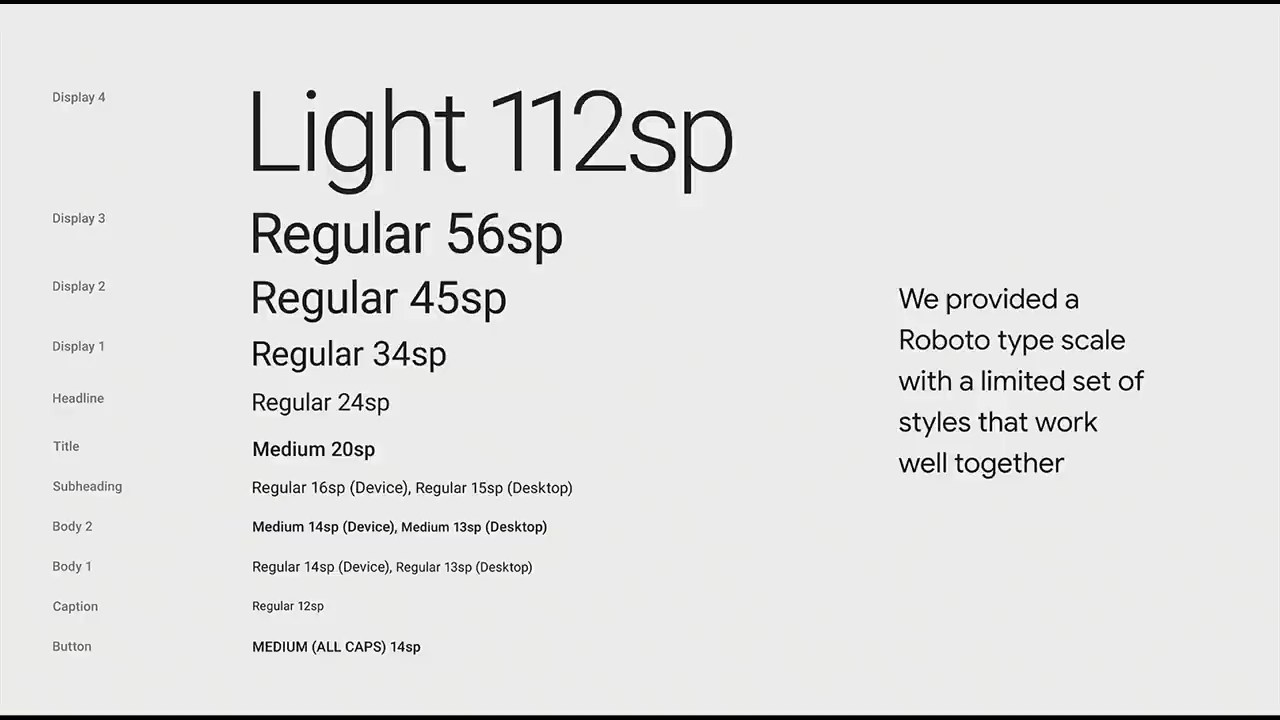 Display 4
Light 112sp
Display 3
Regular 56sp
Display 2
Regular 45sp
Display 1
Regular 34sp
Headline
Regular 24sp
Title
Medium 20sp
Subheading
Regular 16sp (Device), Regular 15sp (Desktop)
Body 2
Medium 14sp (Device), Medium 13sp (Desktop)
Body 1
Regular 14sp (Device), Regular 13sp (Desktop)
Caption
Regular 12sp
Button
MEDIUM (ALL CAPS) 14sp
We provided a
Roboto type scale
with a limited set of
styles that work
well together